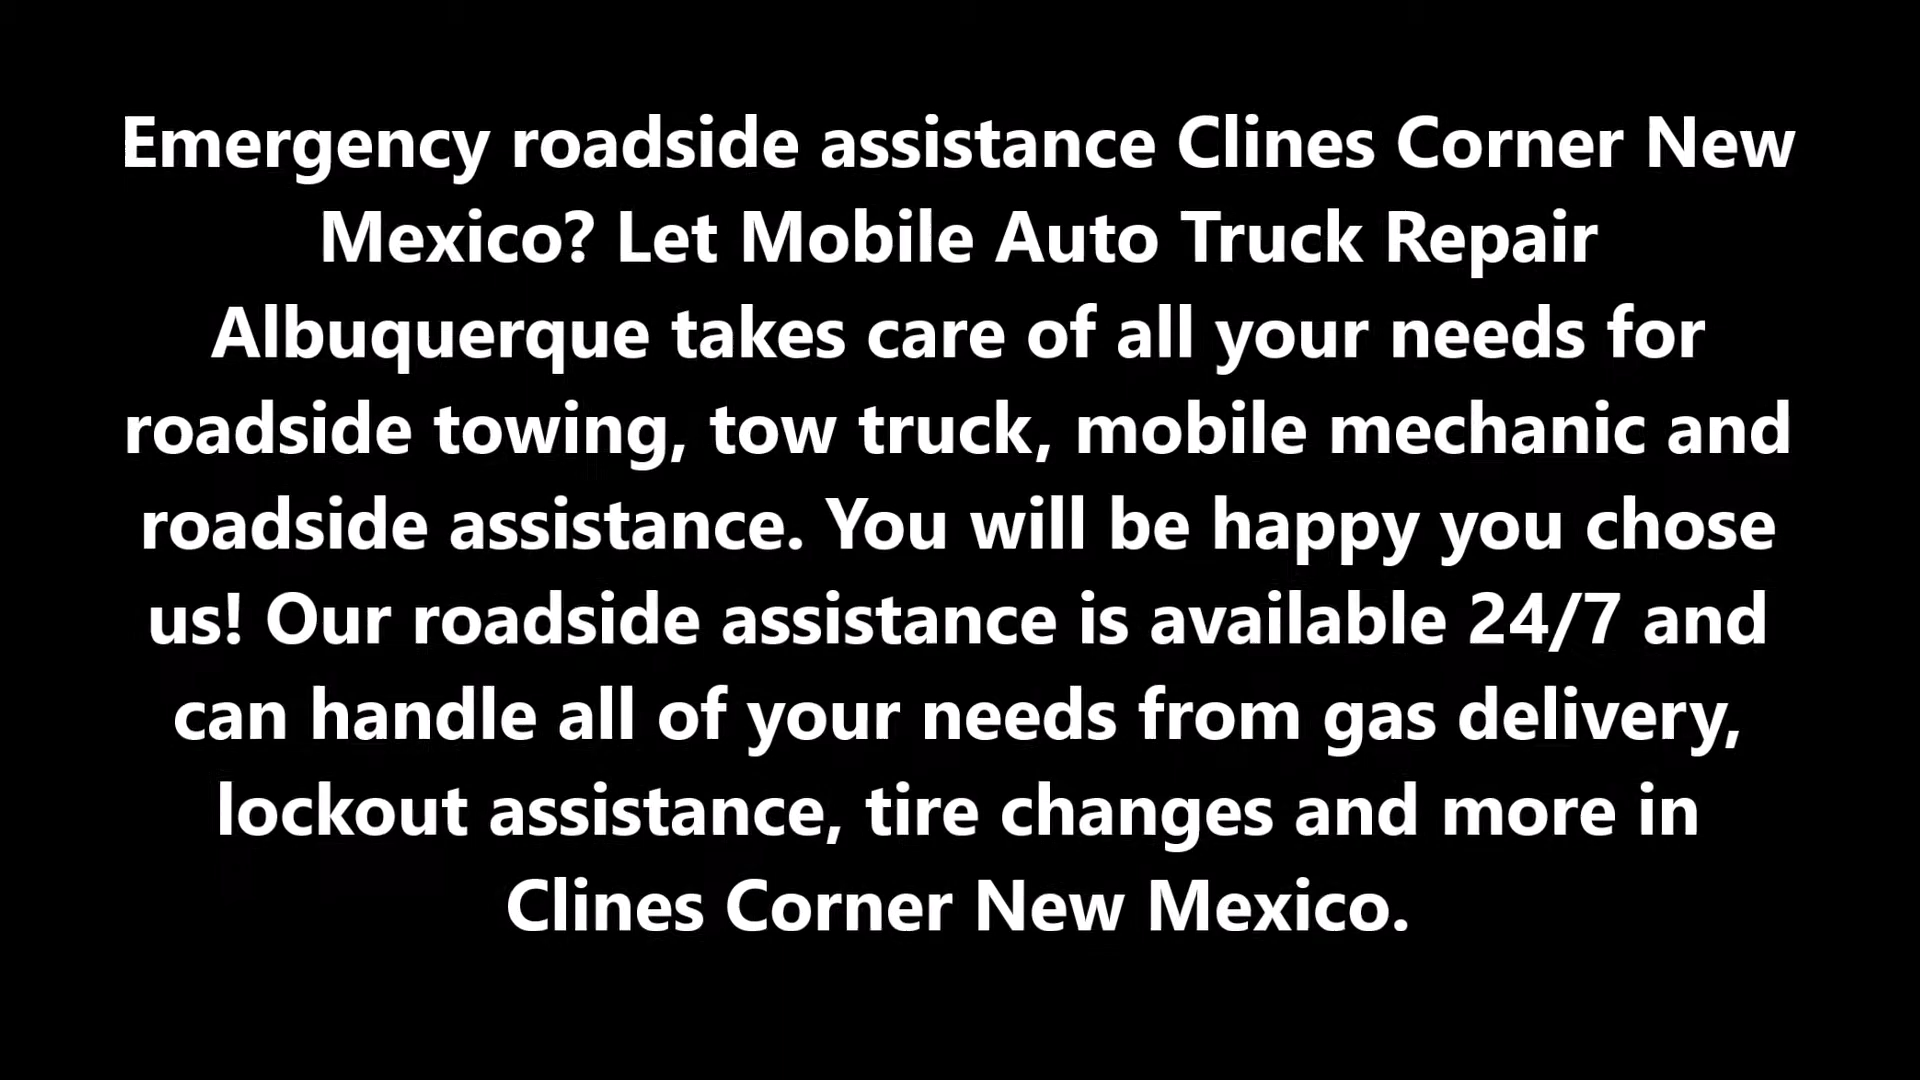 Emergency roadside assistance Clines Corner New
Mexico? Let Mobile Auto Truck Repair
Albuquerque takes care of all your needs for
roadside towing, tow truck, mobile mechanic and
roadside assistance. You will be happy you chose
us! Our roadside assistance is available 24/7 and
can handle all of your needs from gas delivery,
lockout assistance, tire changes and more in
Clines Corner New Mexico.